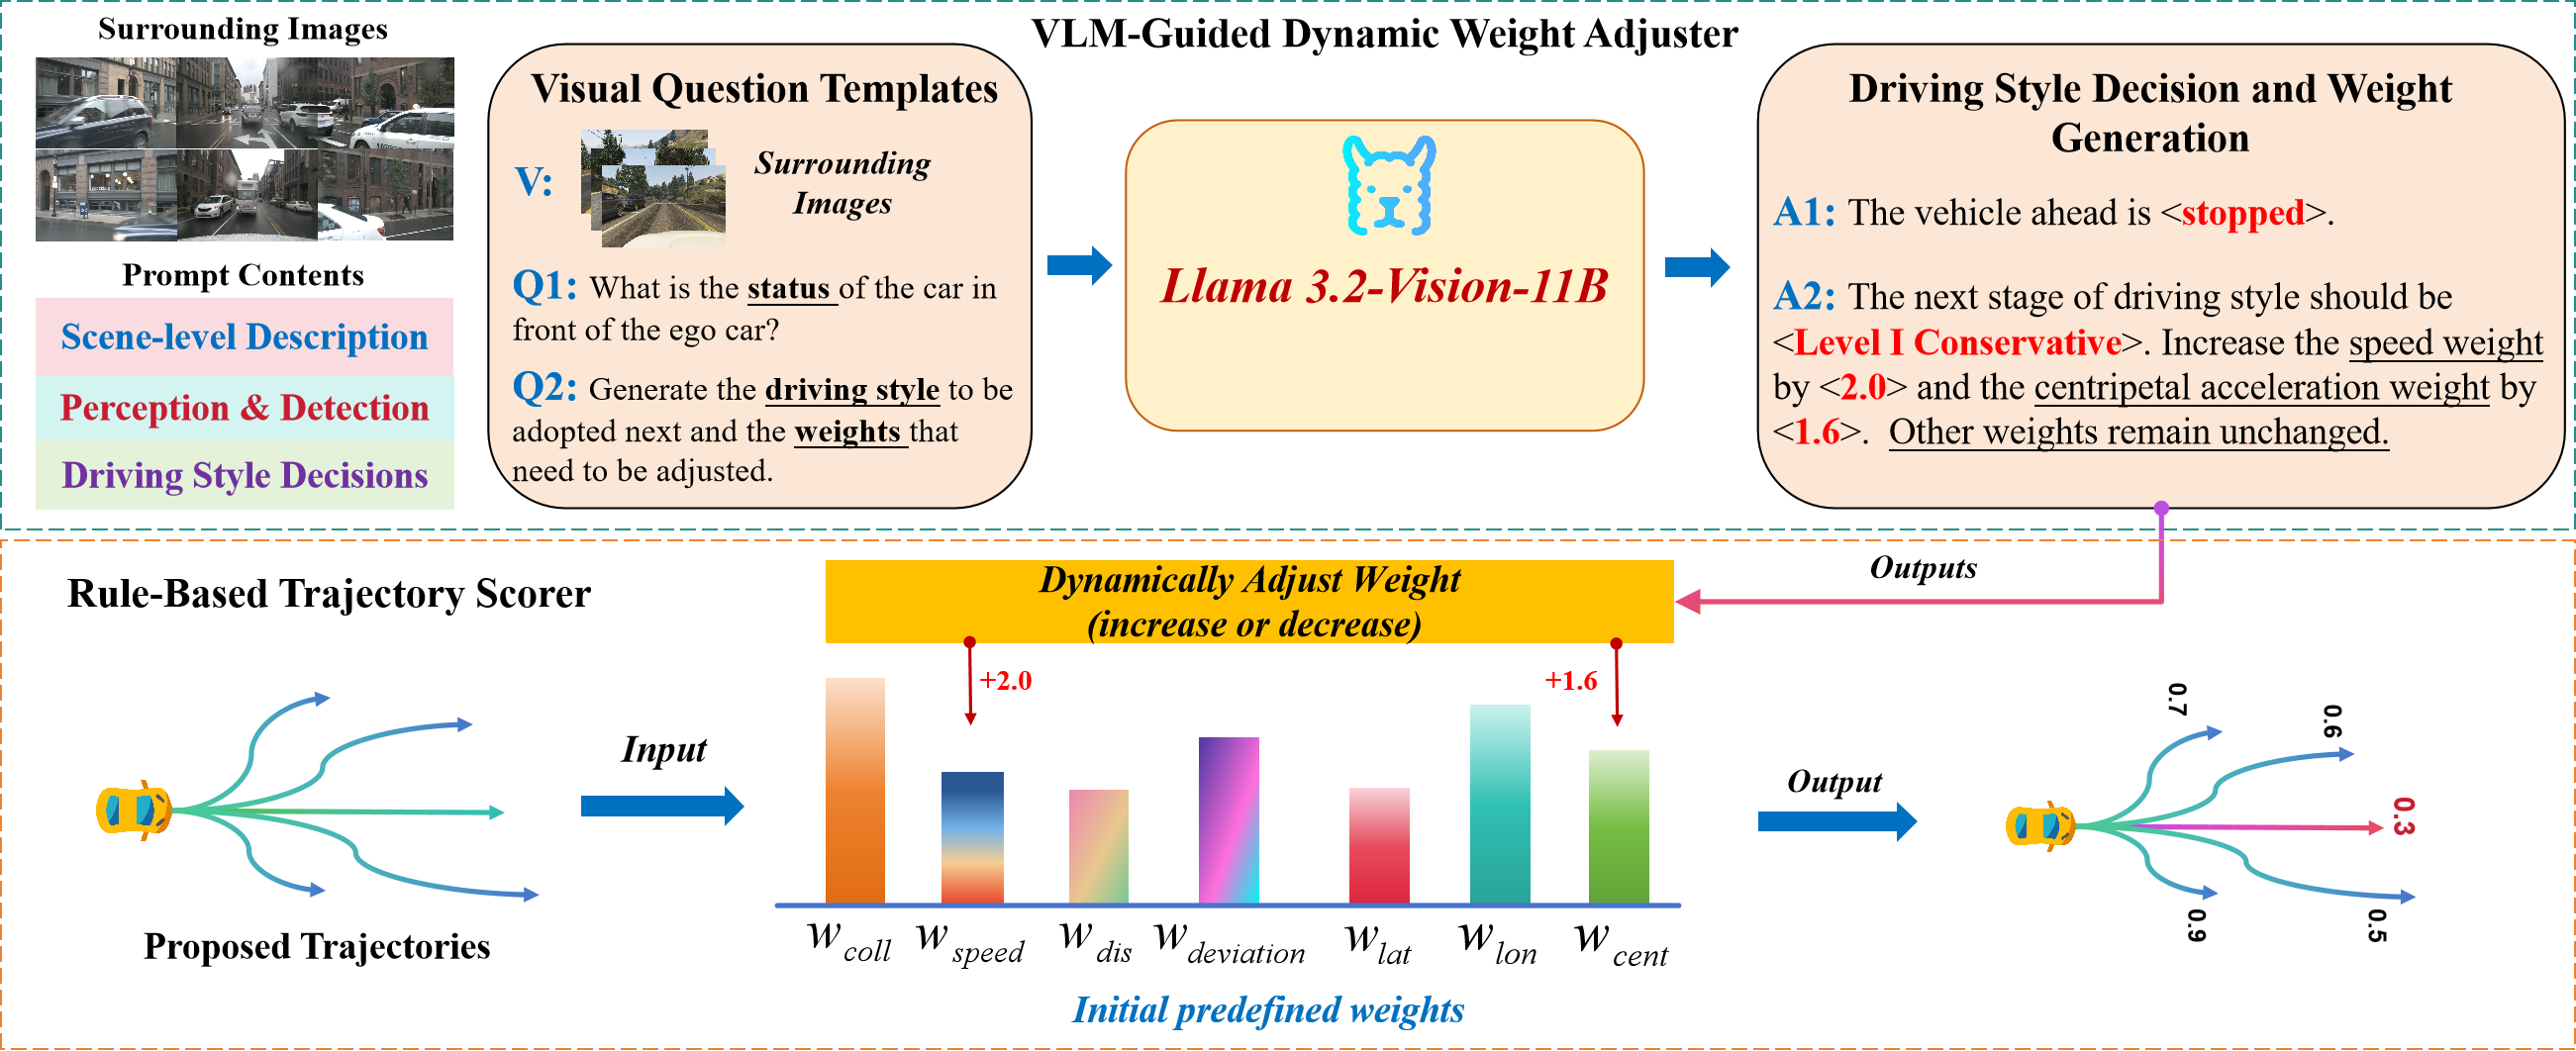 Surrounding Images
Prompt Contents
Scene-level Description
Perception & Detection
Driving Style Decisions
VLM-Guided Dynamic Weight Adjuster
Visual Question Templates
V:
Surrounding
Images
Q1: What is the status of the car in
front of the ego car?
Q2: Generate the driving style to be
adopted next and the weights that
need to be adjusted.
Llama 3.2-Vision-11B
Driving Style Decision and Weight
Generation
A1: The vehicle ahead is <stopped>.
A2: The next stage of driving style should be
<Level I Conservative>. Increase the speed weight
by <2.0> and the centripetal acceleration weight by
<1.6>. Other weights remain unchanged.
Outputs
Rule-Based Trajectory Scorer
Proposed Trajectories
Input
Dynamically Adjust Weight
(increase or decrease)
+2.0
+1.6
w coll
w speed
w dis
w deviation
w lat
w lon
w cent
Initial predefined weights
Output
0.7
0.6
0.3
0.5
0.9